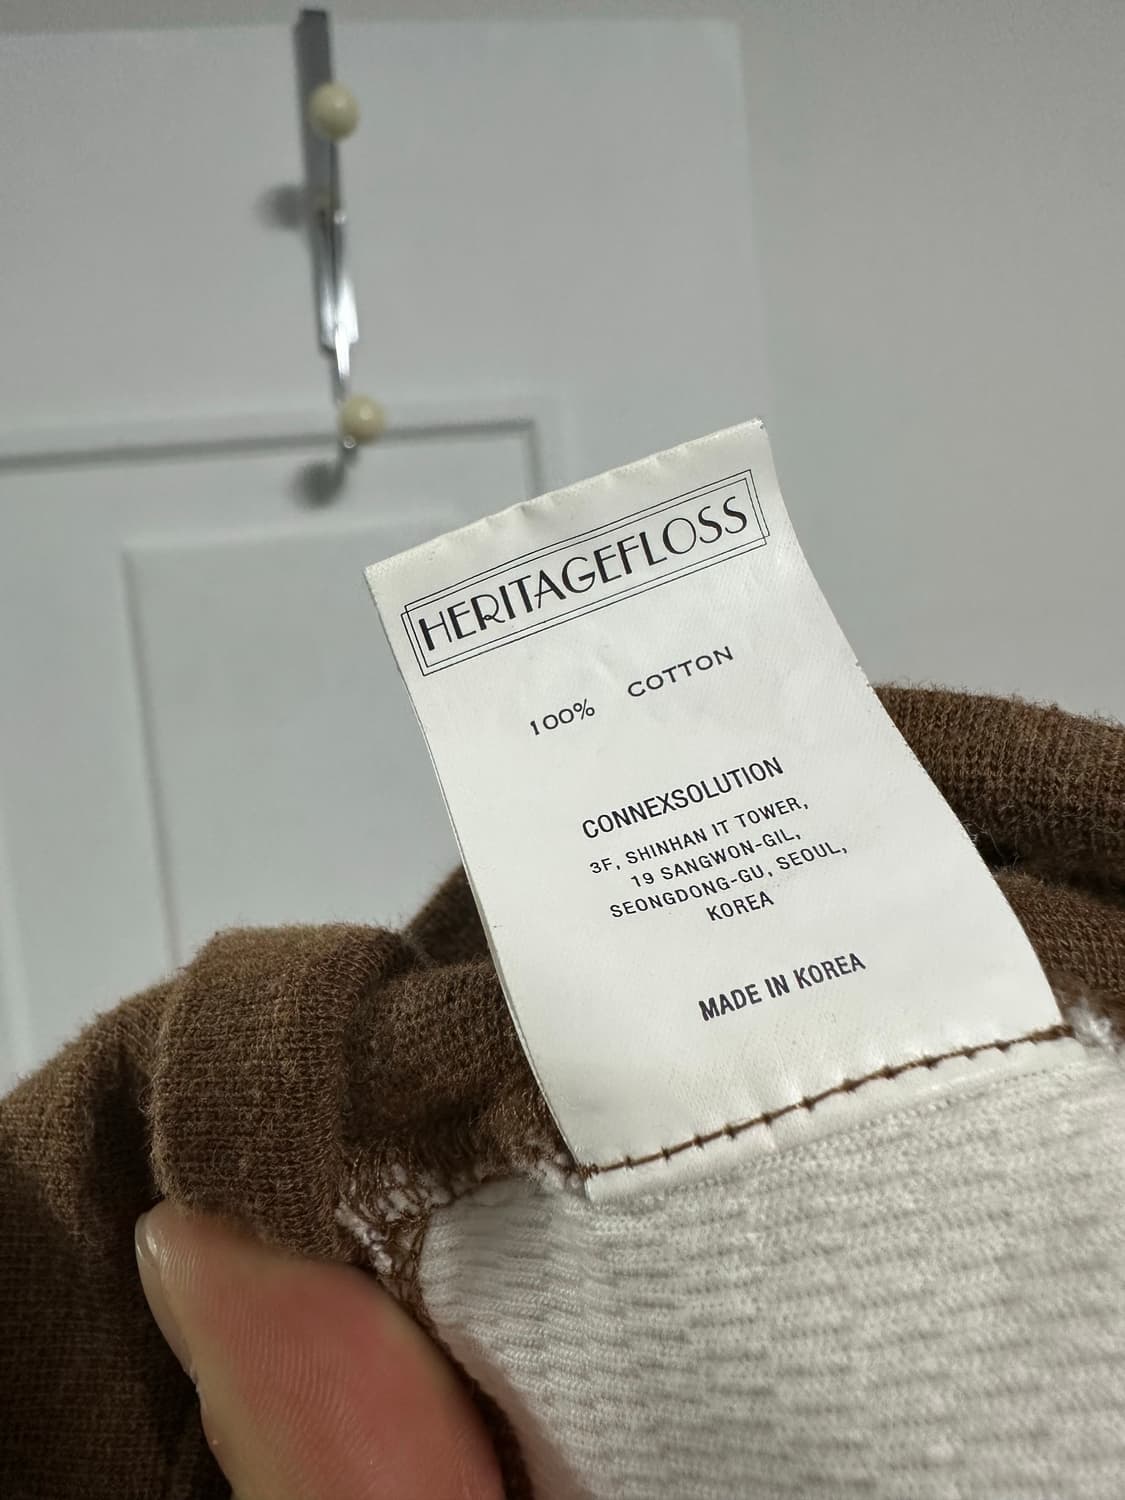 HERITAGEFLOSS
100% COTTON
CONNEXSOLUTION
3F, SHINHAN IT TOWER,
19 SANGWON-GIL,
SEONGDONG-GU, SEOUL,
KOREA
MADE IN KOREA